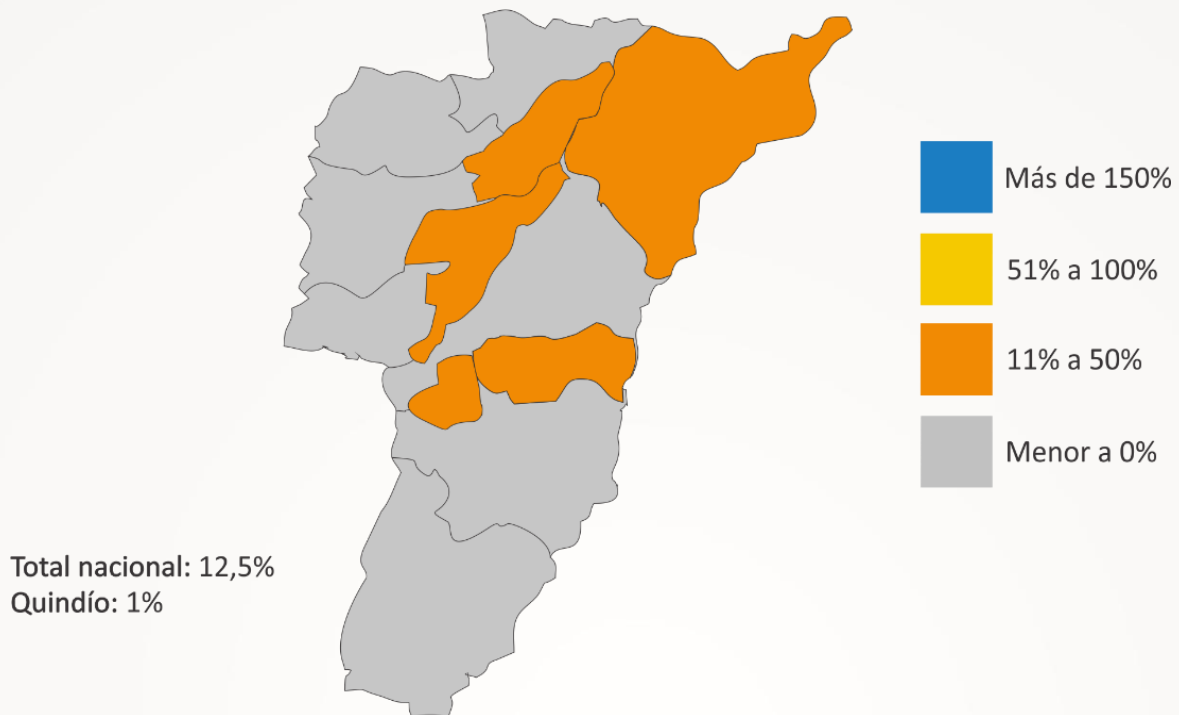 Más de 150%
51% a 100%
11% a 50%
Menor a 0%
Total nacional: 12,5%
Quindío: 1%